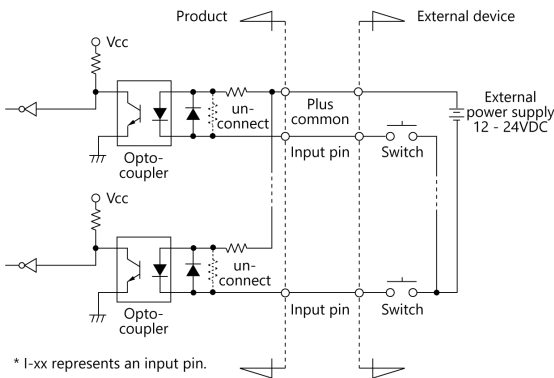 Product
External device
Vcc
un-
connect
Plus
common
External
power supply
12 - 24VDC
Opto-
coupler
Input pin
Switch
Vcc
un-
connect
Opto-
coupler
Input pin
Switch
* I-xx represents an input pin.